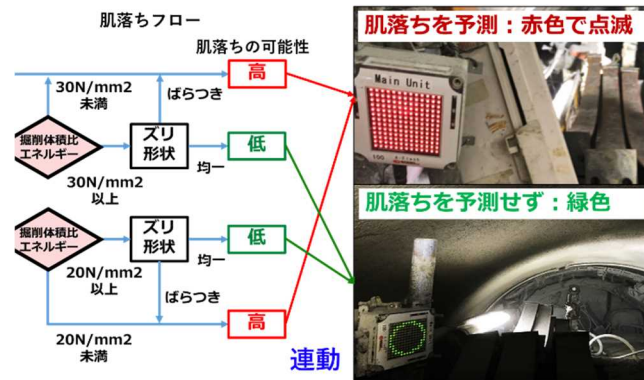 肌落ちフロー
肌落ちの可能性
高
30N/mm2
未満
ばらつき
掘削体積比
エネルギー
ズリ
形状
低
均一
30N/mm2
以上
掘削体積比
エネルギー
ズリ
形状
低
均一
20N/mm2
以上
ばらつき
高
20N/mm2
未満
連動
肌落ちを予測：赤色で点滅
Main Unit
肌落ちを予測せず：緑色